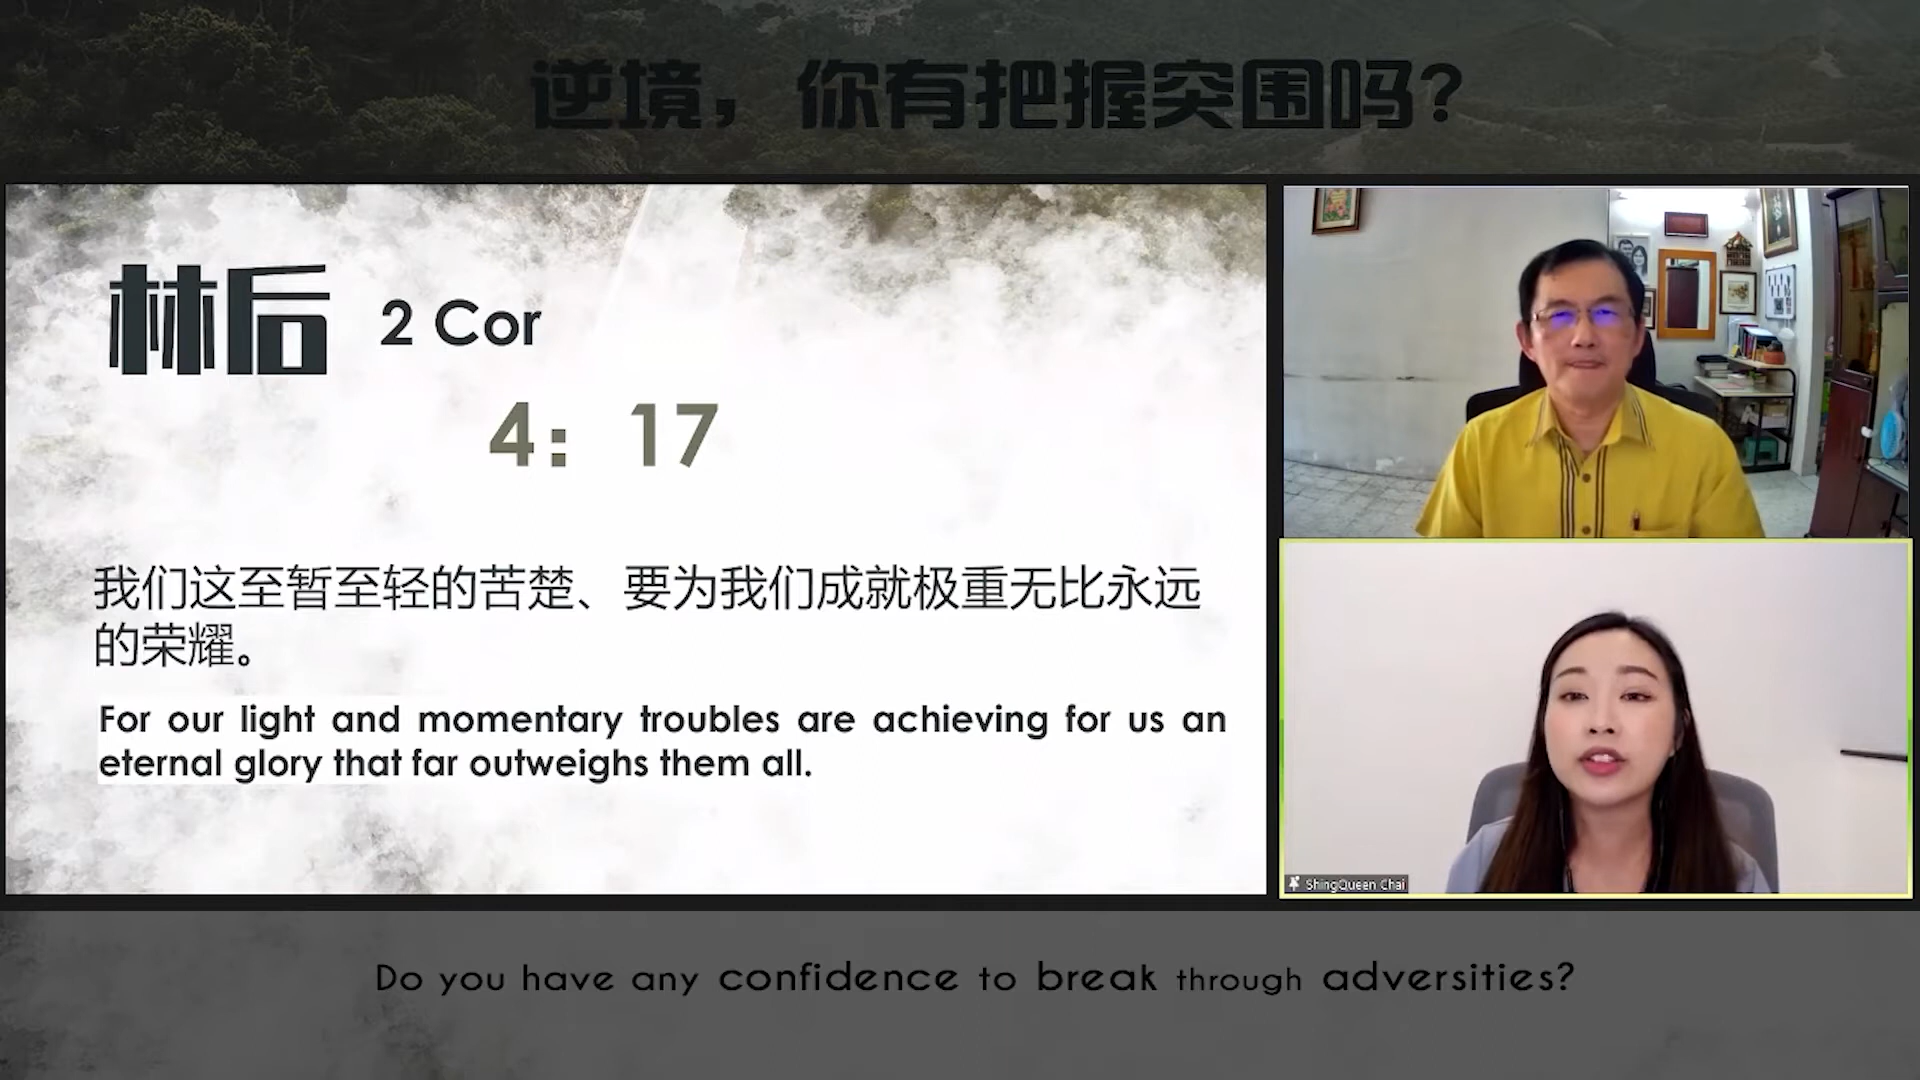 逆境，你有把握突围吗？
林后 2 Cor
4：17
我们这至暂至轻的苦楚、要为我们成就极重无比永远
的荣耀。
For our light and momentary troubles are achieving for us an
eternal glory that far outweighs them all.
ShingQueen Chai
Do you have any confidence to break through adversities?